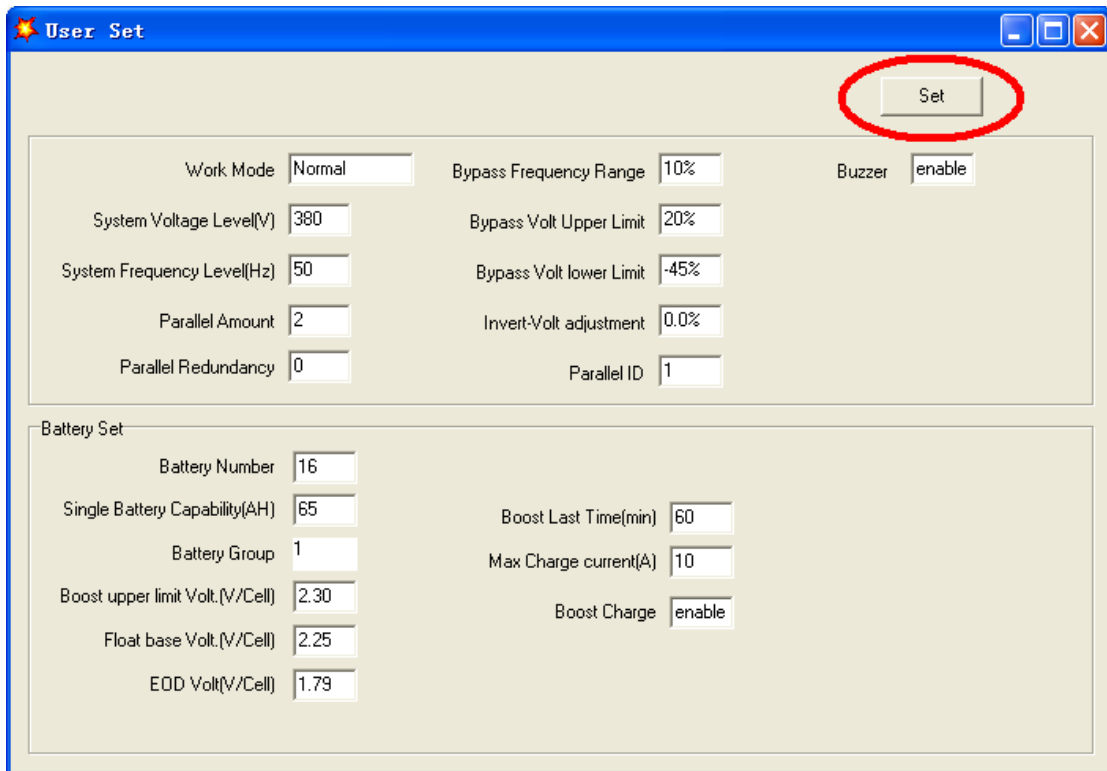 User Set
Set
Work Mode Normal Bypass Frequency Range 10% Buzzer enable
System Voltage Level(V) 380 Bypass Volt Upper Limit 20%
System Frequency Level(Hz) 50 Bypass Volt lower Limit -45%
Parallel Amount 2 Invert-Volt adjustment 0.0%
Parallel Redundancy 0 Parallel ID 1
Battery Set
Battery Number 16
Single Battery Capability(AH) 65 Boost Last Time(min) 60
Battery Group 1 Max Charge current(A) 10
Boost upper limit Volt.(V/Cell) 2.30 Boost Charge enable
Float base Volt.(V/Cell) 2.25
EOD Volt(V/Cell) 1.79